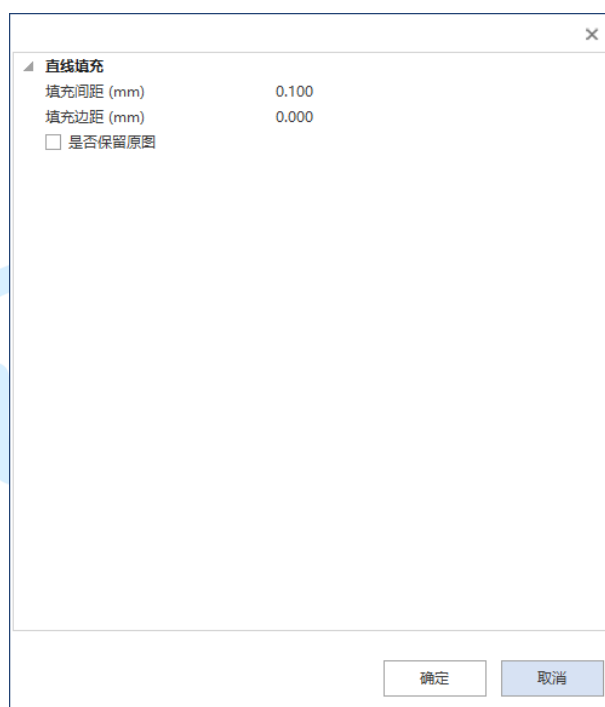 直线填充
填充间距 (mm) 0.100
填充边距 (mm) 0.000
是否保留原图
确定 取消